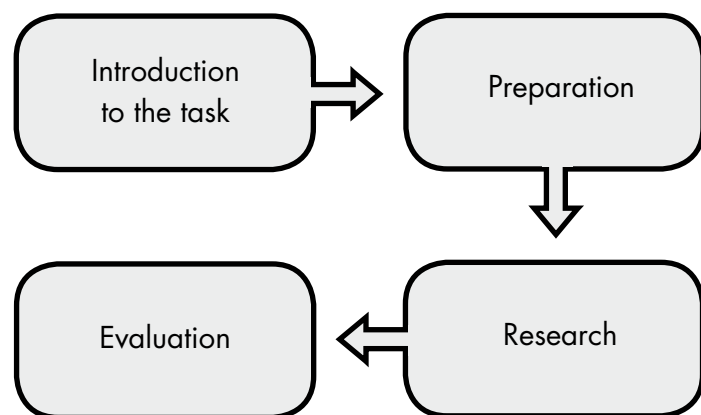 Introduction
to the task
Preparation
Research
Evaluation